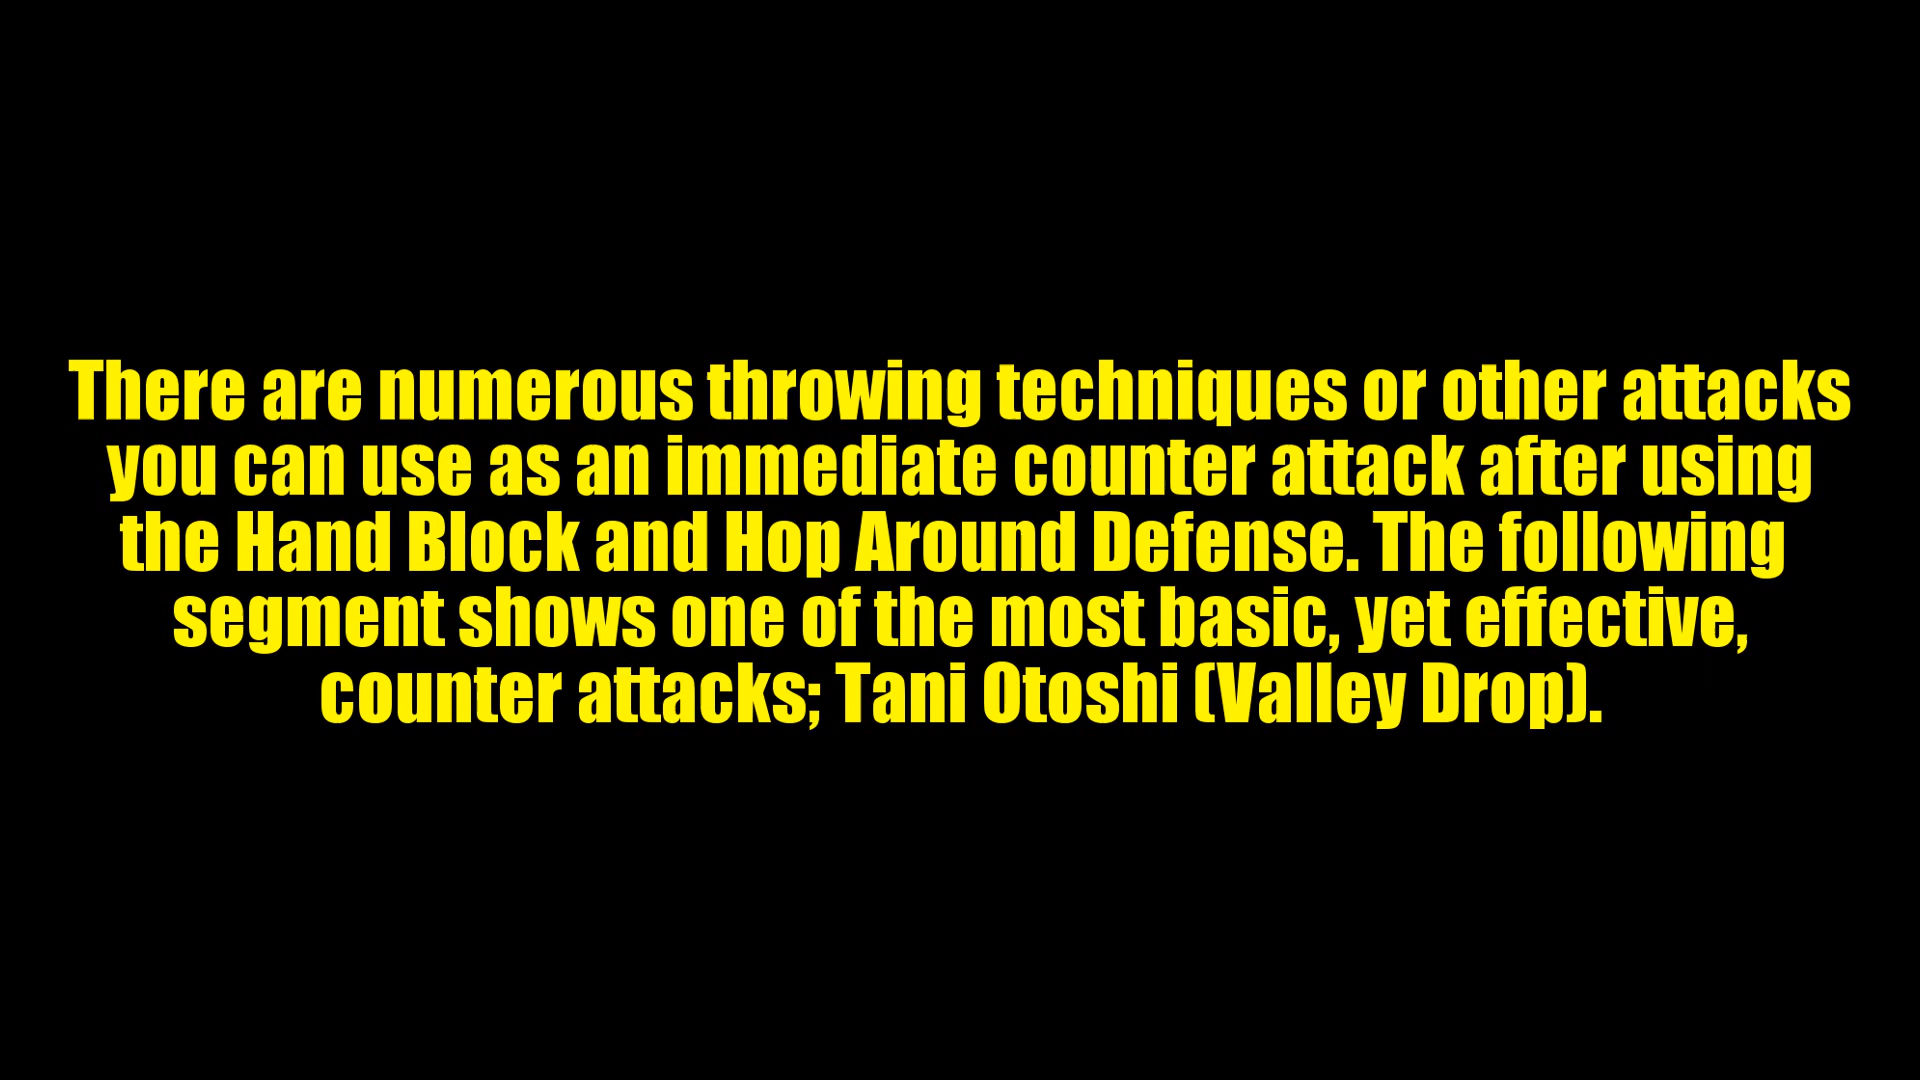 There are numerous throwing techniques or other attacks
you can use as an immediate counter attack after using
the Hand Block and Hop Around Defense. The following
segment shows one of the most basic, yet effective,
counter attacks; Tani Otoshi (Valley Drop).